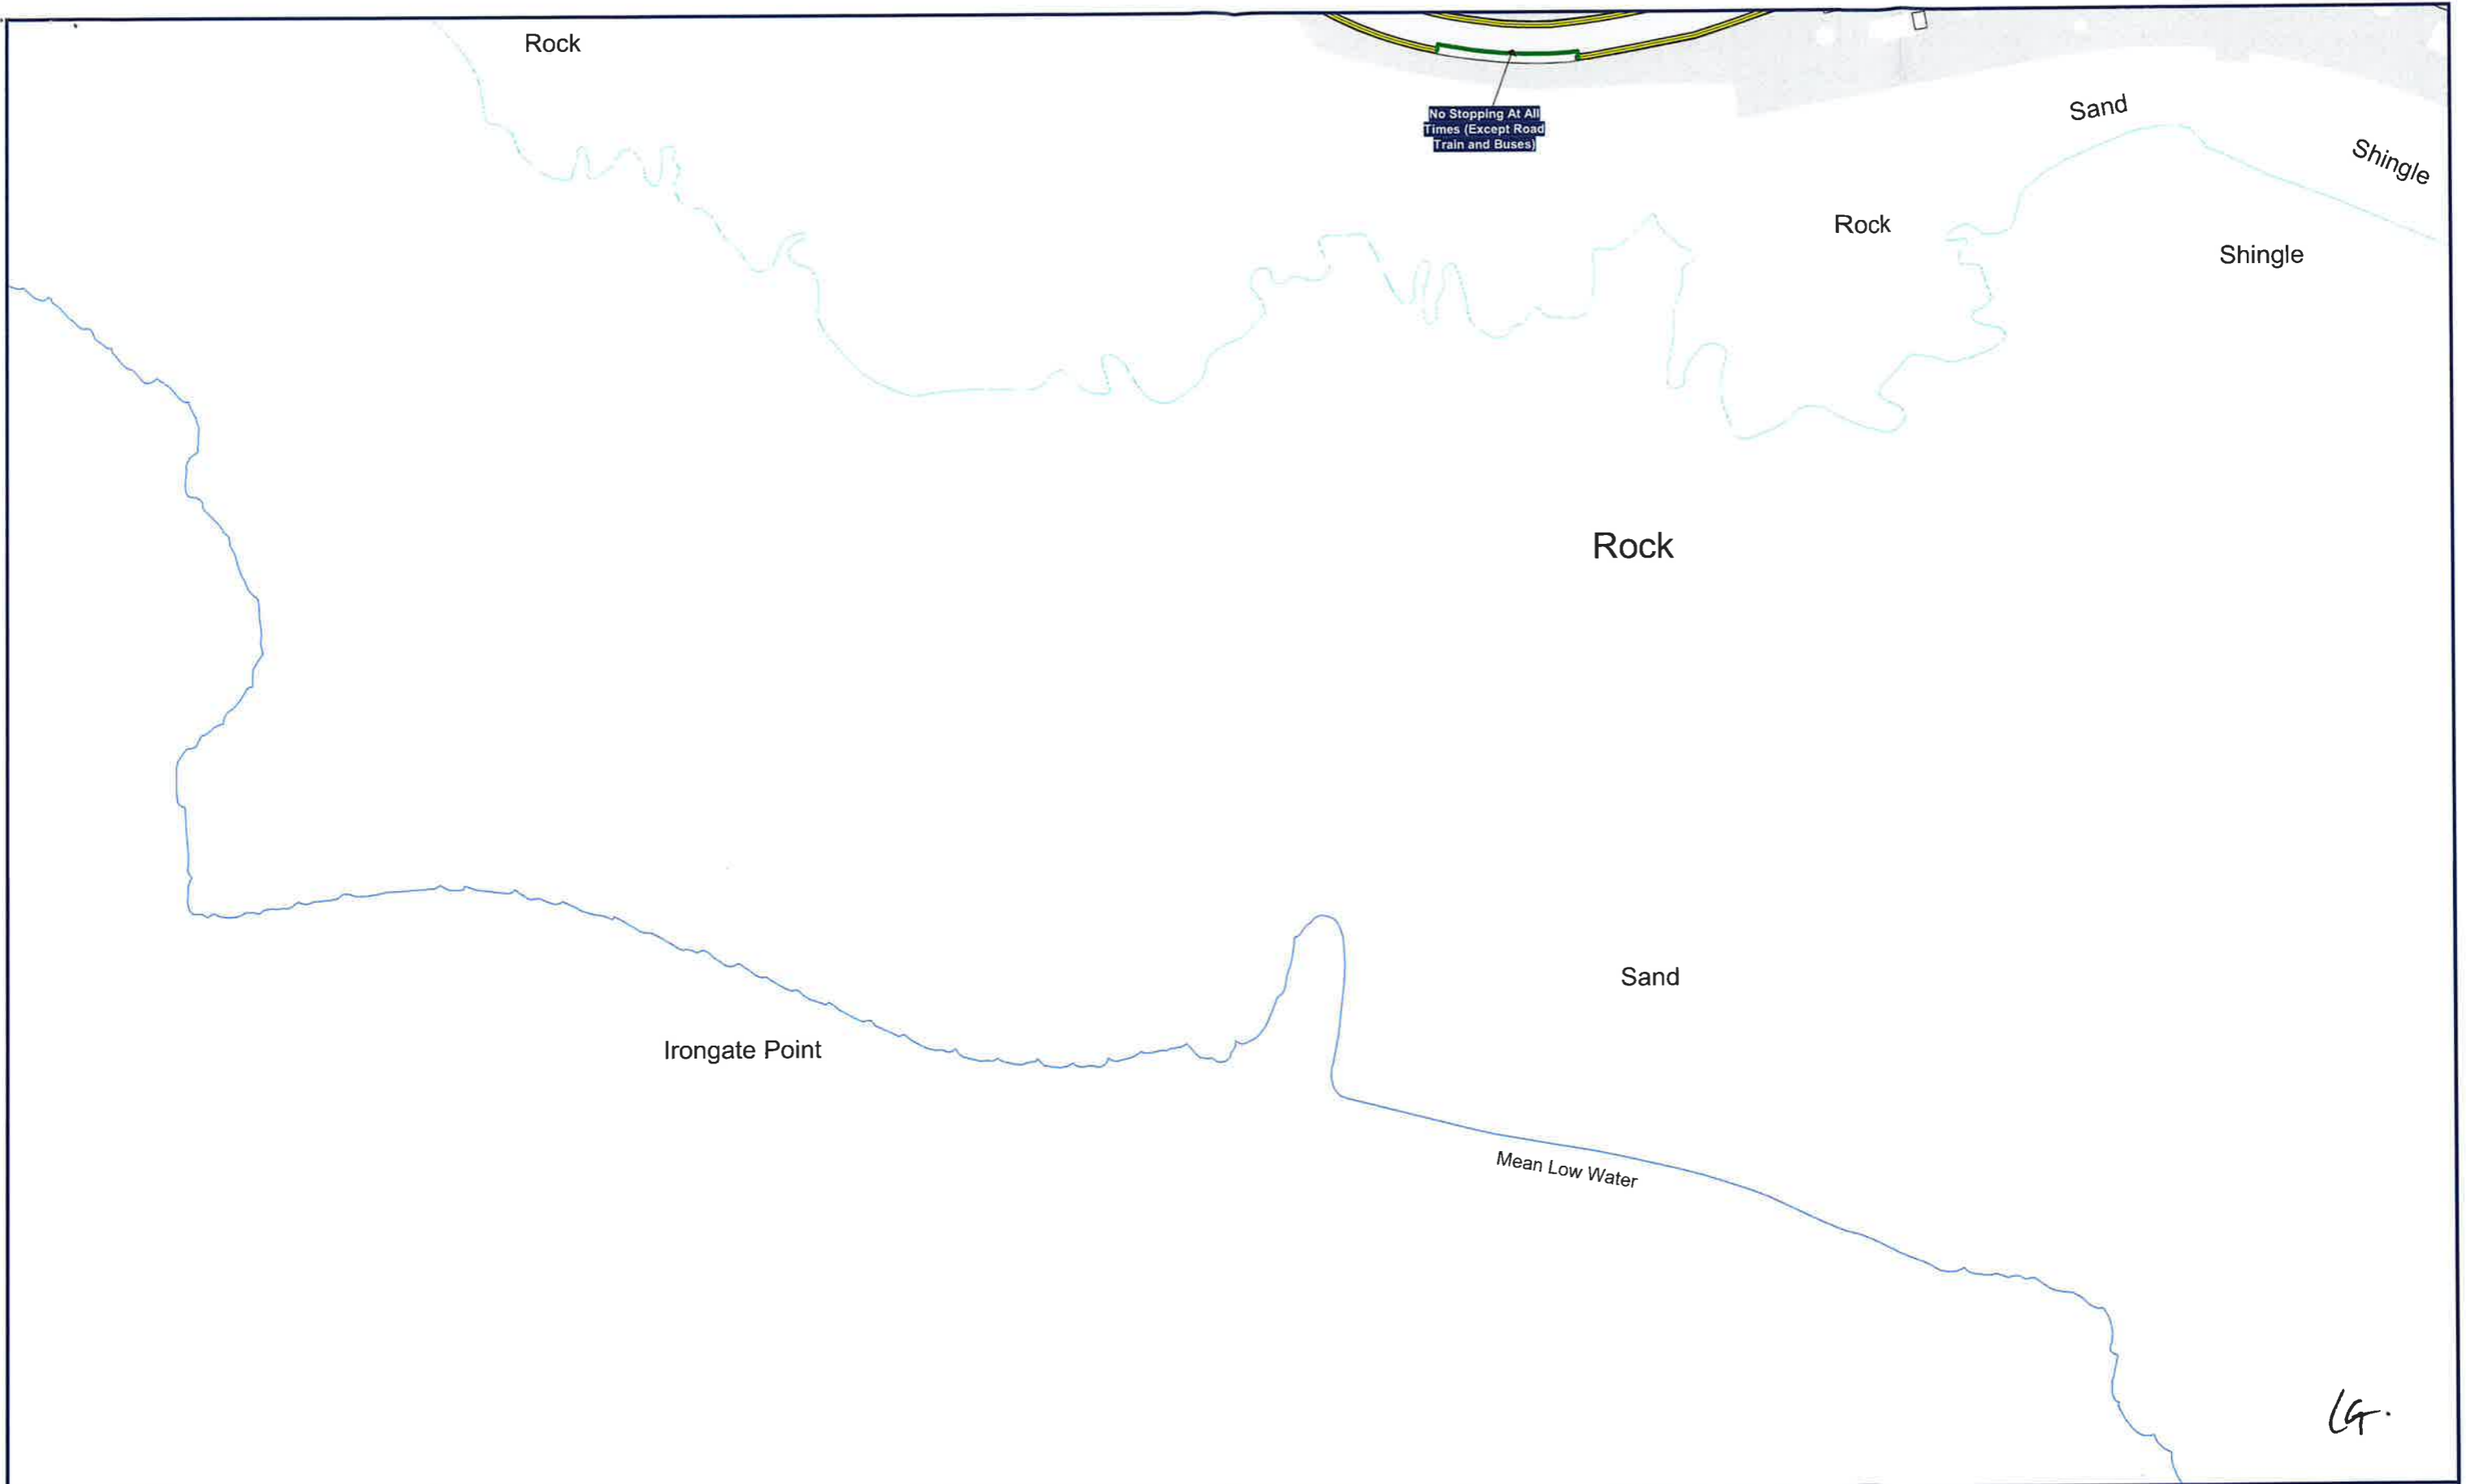 Rock
No Stopping At All
Times (Except Road
Train and Buses)
Sand
Shingle
Rock
Shingle
Rock
Sand
Irongate Point
Mean Low Water
LG.